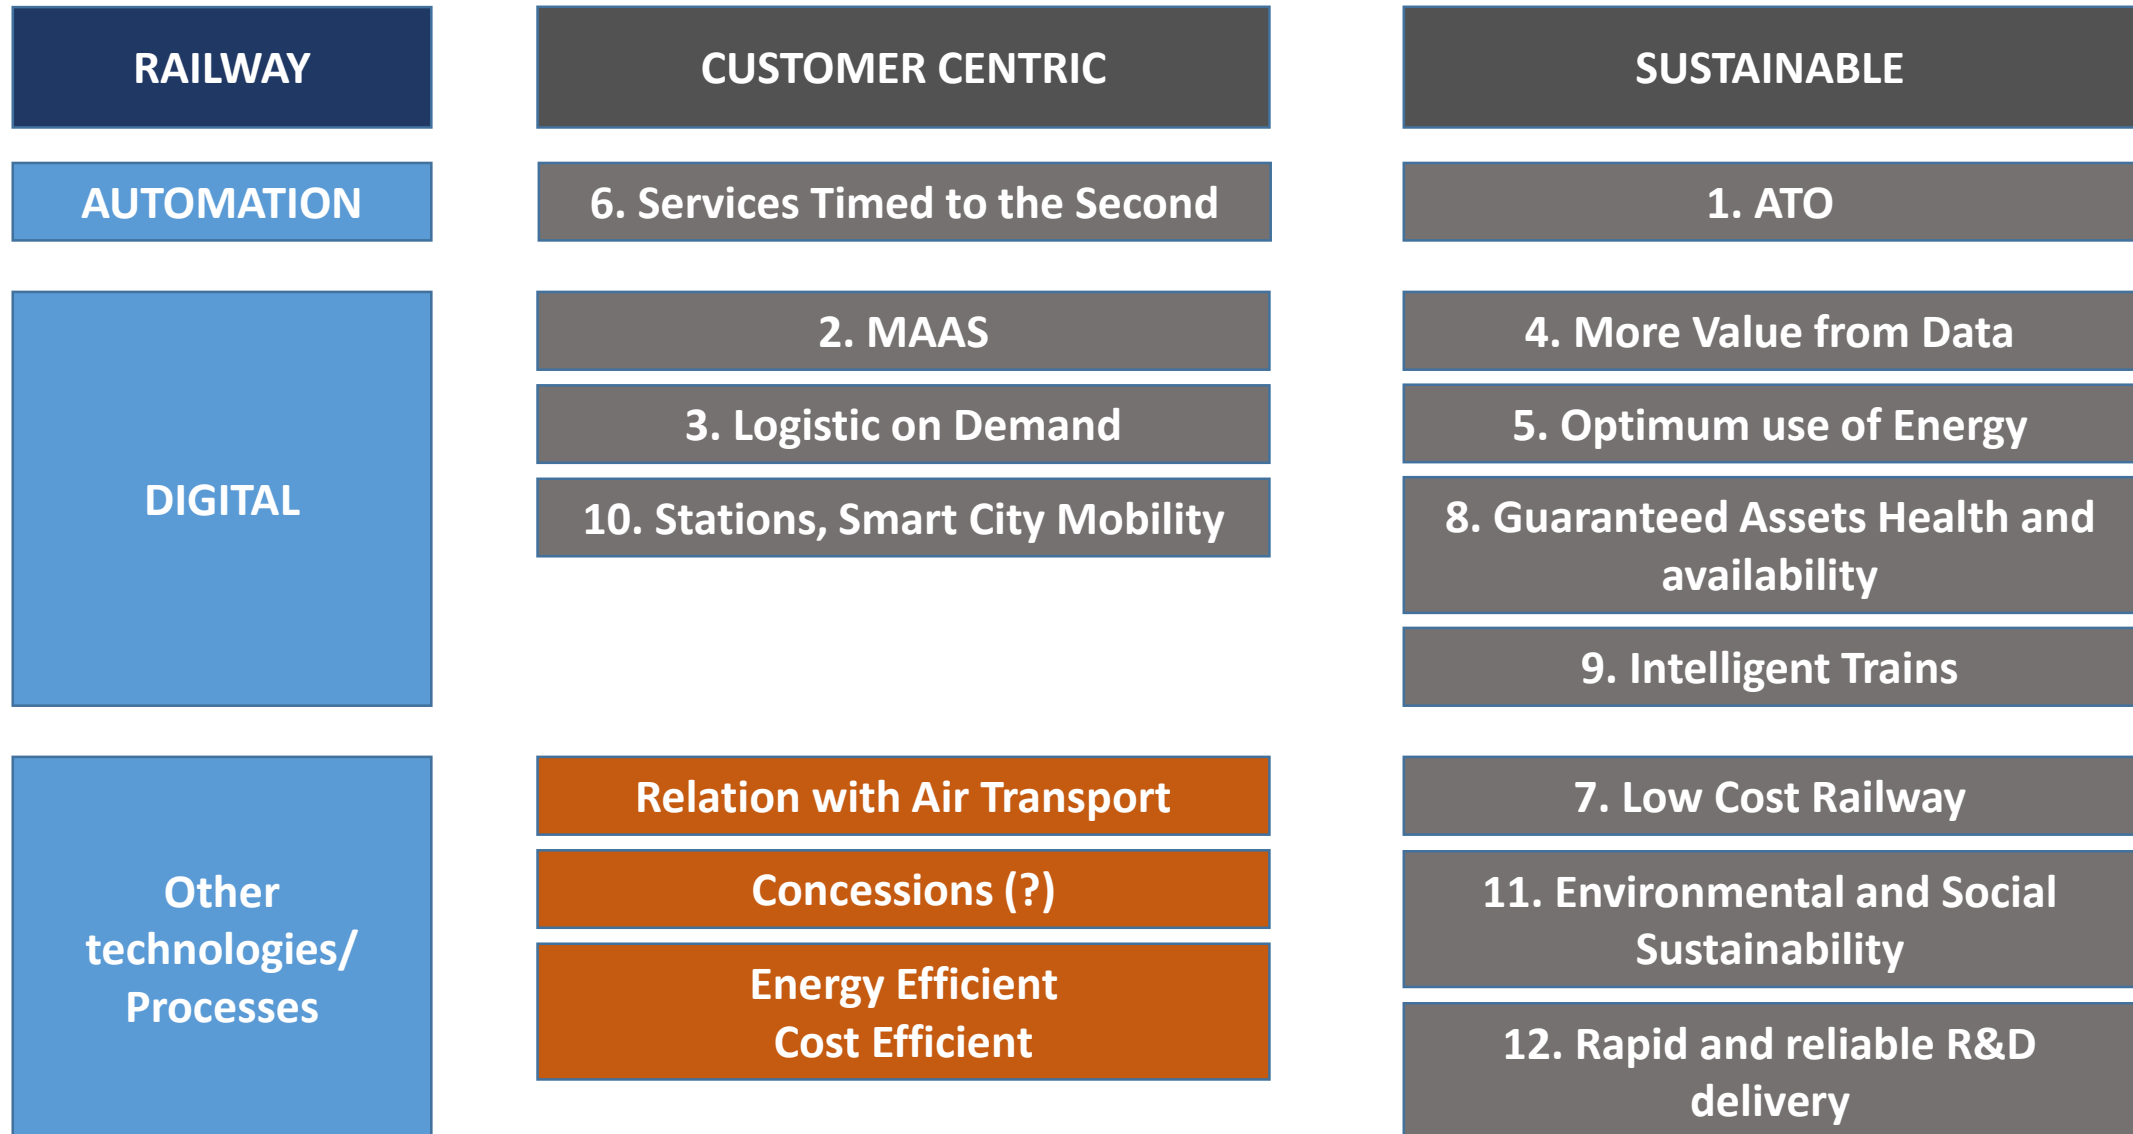 RAILWAY
CUSTOMER CENTRIC
SUSTAINABLE
AUTOMATION
6. Services Timed to the Second
1. ATO
DIGITAL
2. MAAS
3. Logistic on Demand
10. Stations, Smart City Mobility
4. More Value from Data
5. Optimum use of Energy
8. Guaranteed Assets Health and
availability
9. Intelligent Trains
Other
technologies/
Processes
Relation with Air Transport
Concessions (?)
Energy Efficient
Cost Efficient
7. Low Cost Railway
11. Environmental and Social
Sustainability
12. Rapid and reliable R&D
delivery